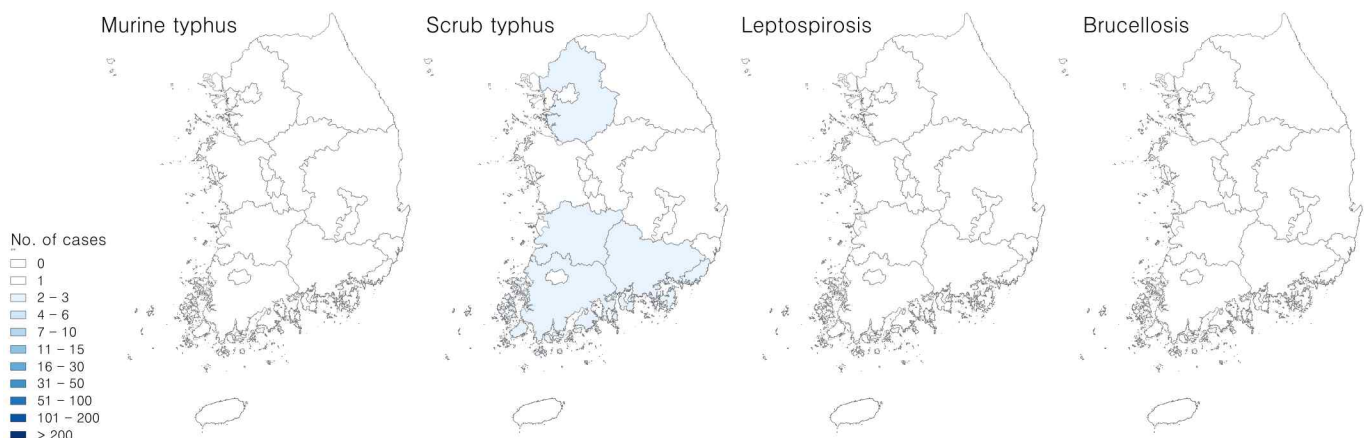 Murine typhus
Scrub typhus
Leptospirosis
Brucellosis
No. of cases
0
1
2 – 3
4 – 6
7 – 10
11 – 15
16 – 30
31 – 50
51 – 100
101 – 200
> 200